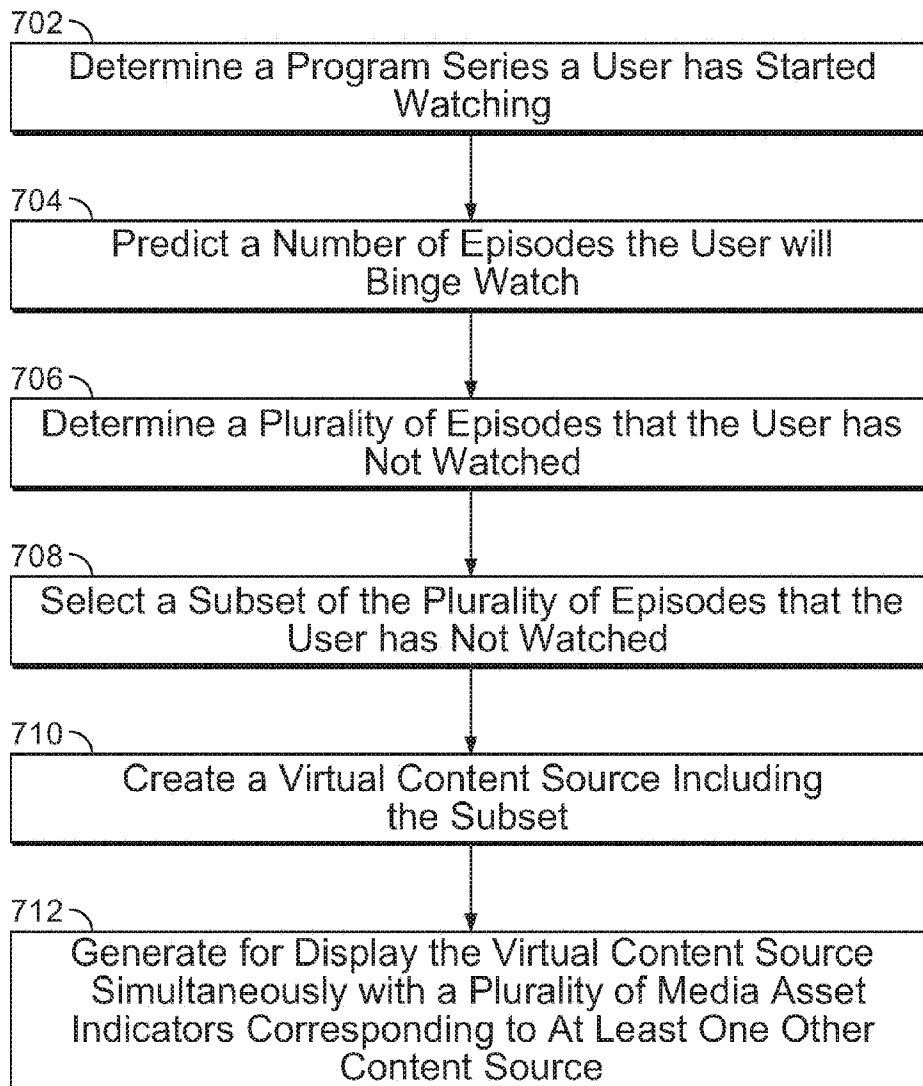 702
Determine a Program Series a User has Started
Watching
704
Predict a Number of Episodes the User will
Binge Watch
706
Determine a Plurality of Episodes that the User has
Not Watched
708
Select a Subset of the Plurality of Episodes that the
User has Not Watched
710
Create a Virtual Content Source Including
the Subset
712
Generate for Display the Virtual Content Source
Simultaneously with a Plurality of Media Asset
Indicators Corresponding to At Least One Other
Content Source